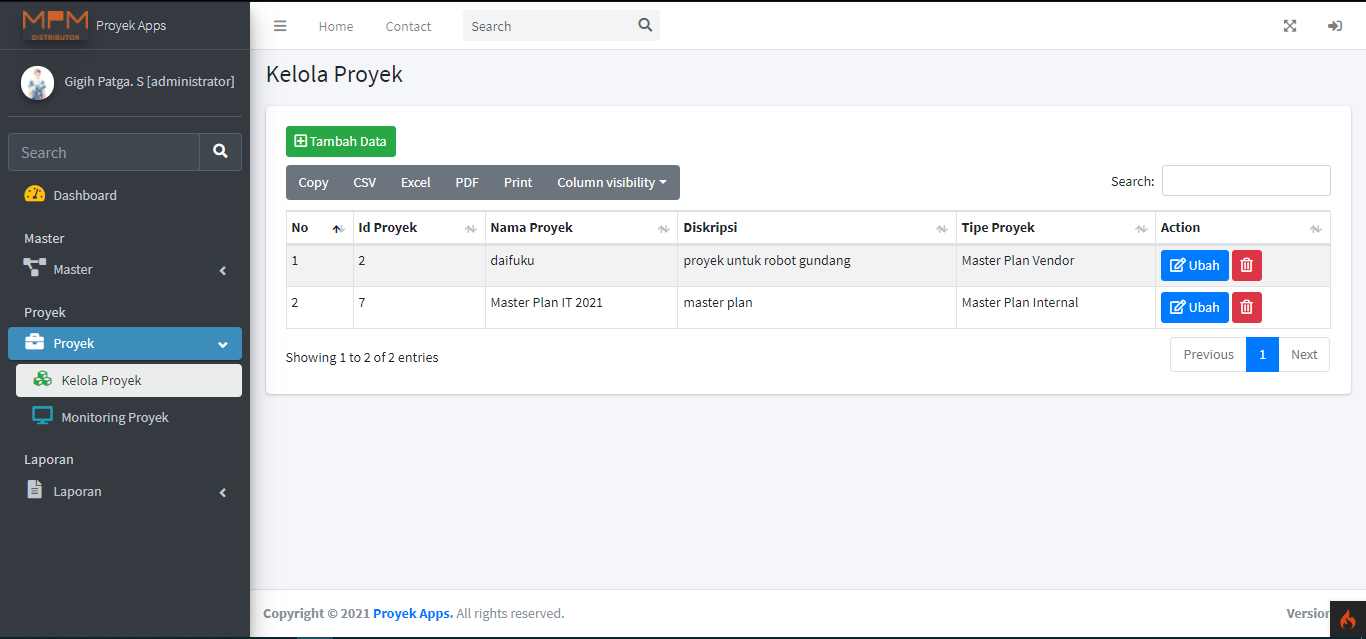 MPM
DISTRIBUTOR
Proyek Apps
Home
Contact
Search
Gigih Patga. S [administrator]
Search
Dashboard
Master
Master
Proyek
Proyek
Kelola Proyek
Monitoring Proyek
Laporan
Laporan
Kelola Proyek
Tambah Data
Copy CSV Excel PDF Print Column visibility
Search:
No Id Proyek Nama Proyek Diskripsi Tipe Proyek Action
1 2 daifuku proyek untuk robot gundang Master Plan Vendor Ubah
2 7 Master Plan IT 2021 master plan Master Plan Internal Ubah
Showing 1 to 2 of 2 entries
Previous 1 Next
Copyright © 2021 Proyek Apps. All rights reserved.
Version